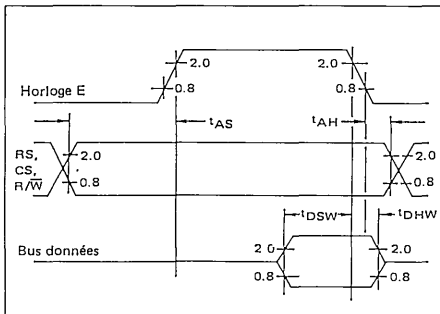 2.0 2.0
Horloge E 0.8 0.8
tAS tAH
RS, 2.0 2.0
CS,
R/W̅ 0.8 0.8
tDSW tDHW
Bus données 2.0 2.0
0.8 0.8